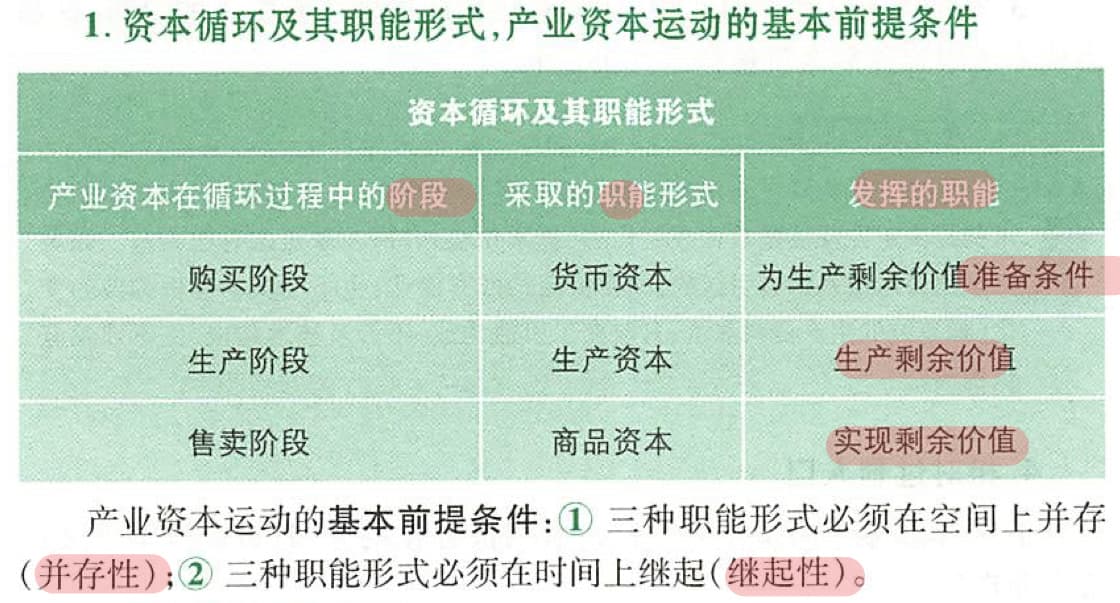 1. 资本循环及其职能形式,产业资本运动的基本前提条件
资本循环及其职能形式
产业资本在循环过程中的阶段 采取的职能形式 发挥的职能
购买阶段 货币资本 为生产剩余价值准备条件
生产阶段 生产资本 生产剩余价值
售卖阶段 商品资本 实现剩余价值
产业资本运动的基本前提条件:① 三种职能形式必须在空间上并存
(并存性);② 三种职能形式必须在时间上继起(继起性)。